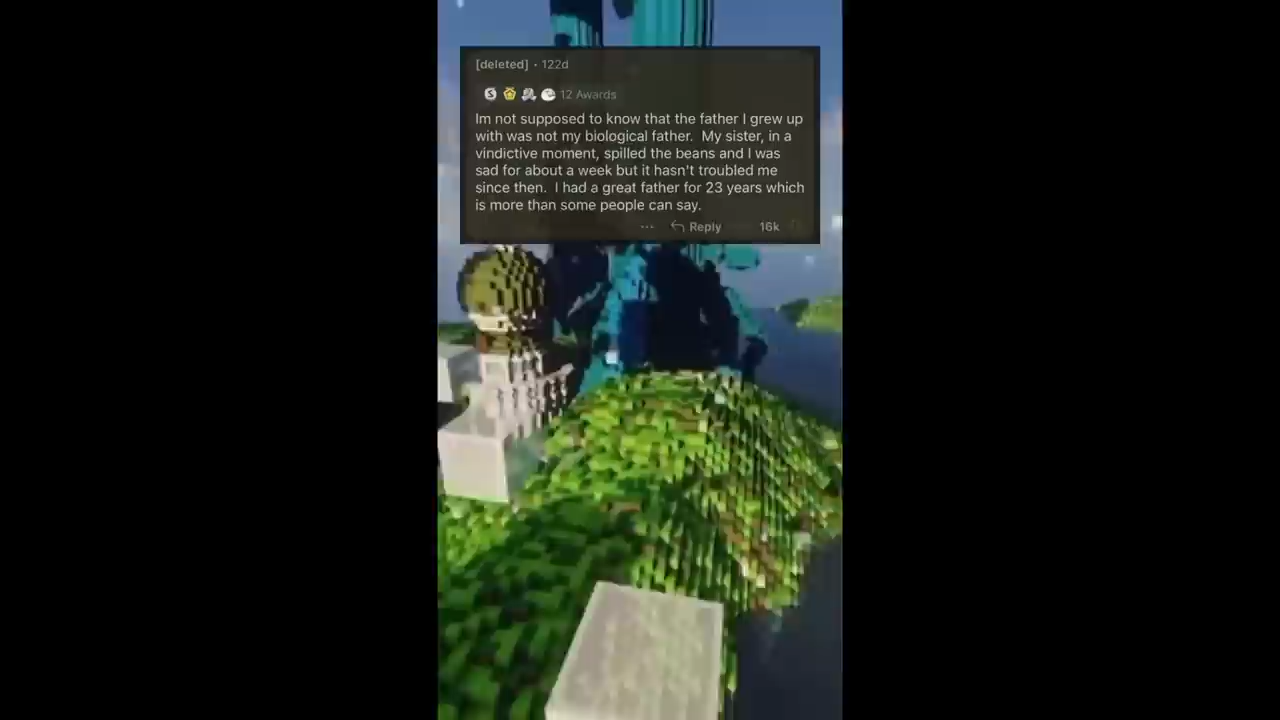 [deleted] · 122d
12 Awards
Im not supposed to know that the father I grew up
with was not my biological father.  My sister, in a
vindictive moment, spilled the beans and I was
sad for about a week but it hasn't troubled me
since then.  I had a great father for 23 years which
is more than some people can say.
··· Reply 16k